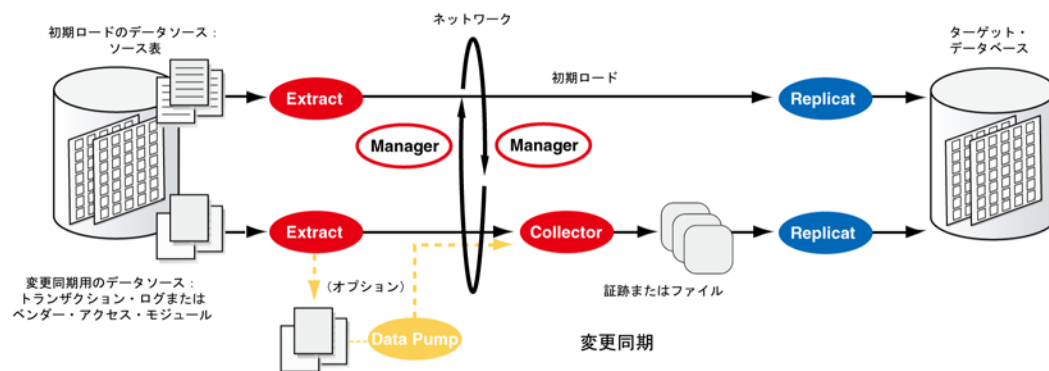 初期ロードのデータソース：
ソース表
ネットワーク
ターゲット・
データベース
Extract
初期ロード
Replicat
Manager
Manager
Extract
Collector
Replicat
変更同期用のデータソース：
トランザクション・ログまたは
ベンダー・アクセス・モジュール
（オプション）
証跡またはファイル
Data Pump
変更同期